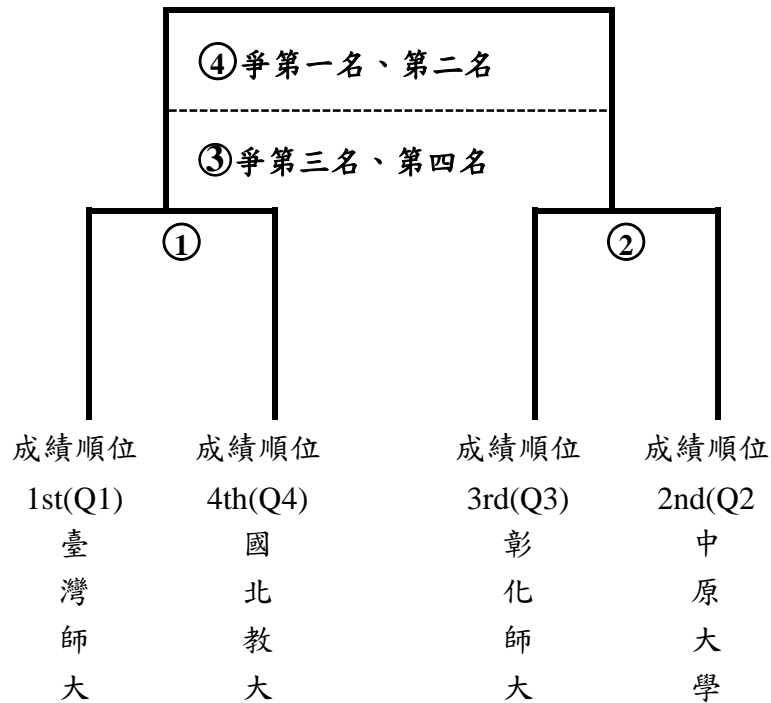 ④爭第一名、第二名
③爭第三名、第四名
①
②
成績順位 成績順位 成績順位 成績順位
1st(Q1) 4th(Q4) 3rd(Q3) 2nd(Q2
臺灣師大
國北教大
彰化師大
中原大學